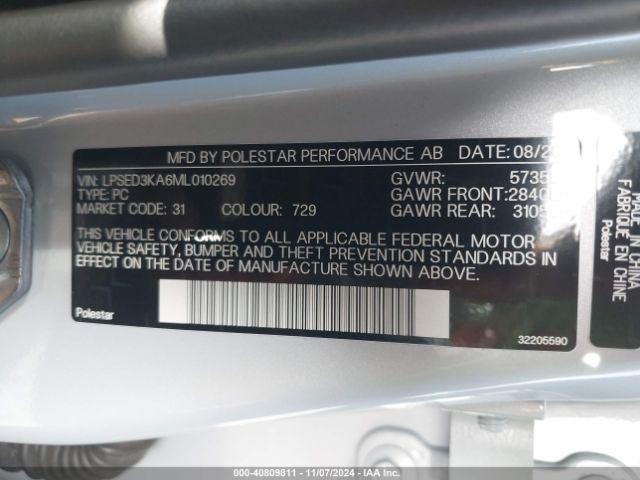 MFD BY POLESTAR PERFORMANCE AB DATE: 08/2
VIN: LPSED3KA6ML010269 GVWR: 5735
TYPE: PC GAWR FRONT:2840
MARKET CODE: 31 COLOUR: 729 GAWR REAR: 3105
THIS VEHICLE CONFORMS TO ALL APPLICABLE FEDERAL MOTOR
VEHICLE SAFETY, BUMPER AND THEFT PREVENTION STANDARDS IN
EFFECT ON THE DATE OF MANUFACTURE SHOWN ABOVE.
Polestar 32205590
MADE IN CHINA
FABRIQUÉ EN CHINE
Polestar
000-40809811 - 11/07/2024 - IAA Inc.